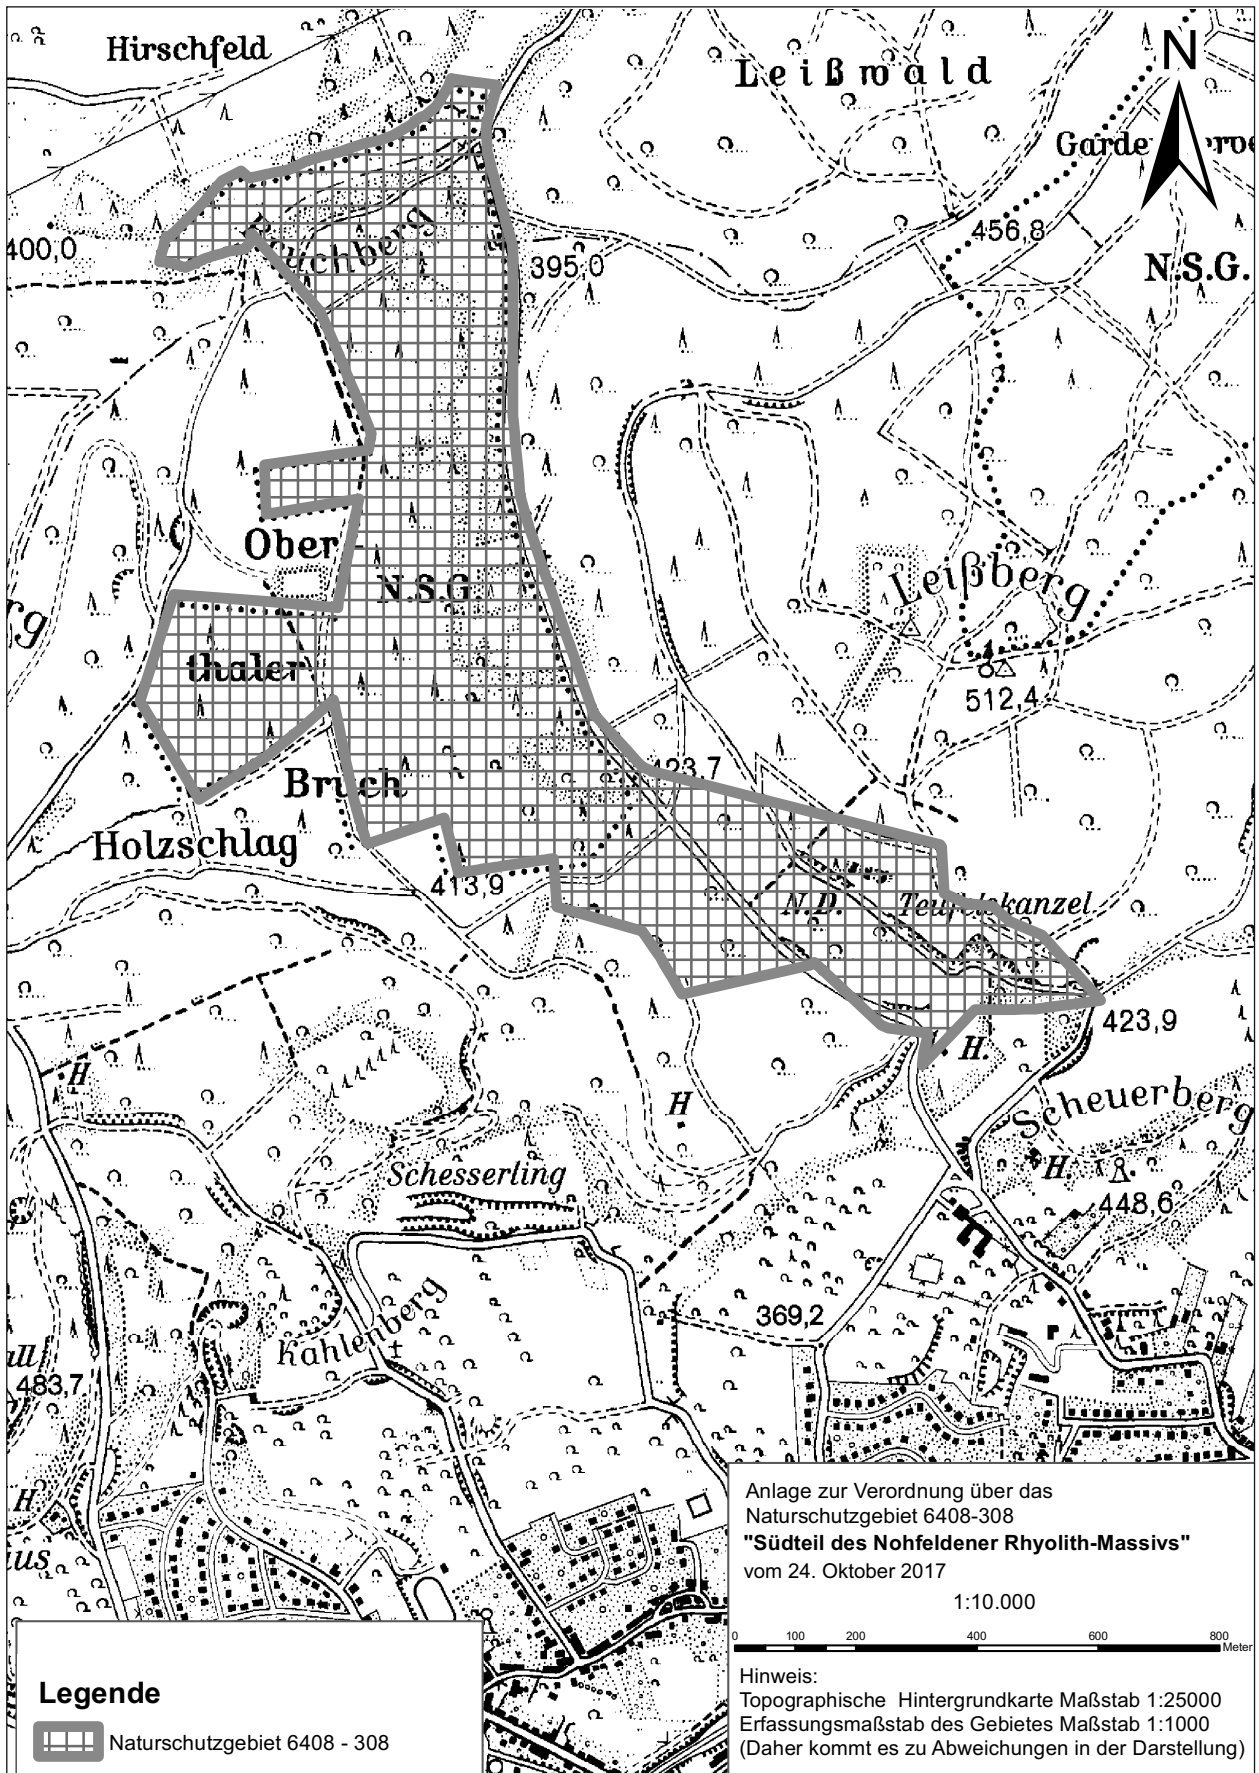 Hirschfeld
Leißwald
N
400,0
395,0
456,8
N.S.G.
Ober
N.S.G
Leißberg
thaler
512,4
423,7
Bruch
Holzschlag
413,9
N.D. Teufelskanzel
423,9
H.
H
H
Scheuerberg
Schesserling
H.
448,6
Kahlenberg
369,2
483,7
H
Anlage zur Verordnung über das
Naturschutzgebiet 6408-308
"Südteil des Nohfeldener Rhyolith-Massivs"
vom 24. Oktober 2017
1:10.000
0 100 200 400 600 800
Meter
Hinweis:
Topographische Hintergrundkarte Maßstab 1:25000
Erfassungsmaßstab des Gebietes Maßstab 1:1000
(Daher kommt es zu Abweichungen in der Darstellung)
Legende
Naturschutzgebiet 6408 - 308